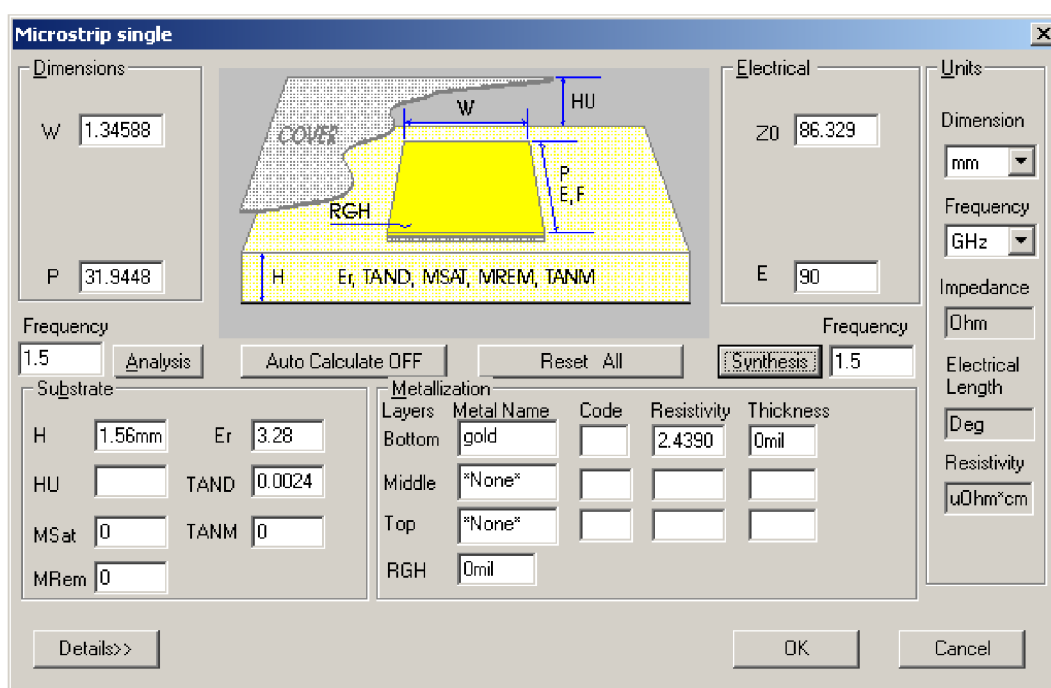 Microstrip single
Dimensions
W 1.34588
P 31.9448
COVER
W
HU
P
E,F
RGH
H Er, TAND, MSAT, MREM, TANM
Electrical
Z0 86.329
E 90
Units
Dimension
mm
Frequency
GHz
Impedance
Ohm
Electrical
Length
Deg
Resistivity
uOhm*cm
Frequency
1.5
Analysis
Auto Calculate OFF
Reset All
Synthesis
Frequency
1.5
Substrate
H 1.56mm Er 3.28
HU TAND 0.0024
MSat 0 TANM 0
MRem 0
Metallization
Layers Metal Name Code Resistivity Thickness
Bottom gold 2.4390 0mil
Middle *None*
Top *None*
RGH 0mil
Details>>
OK
Cancel